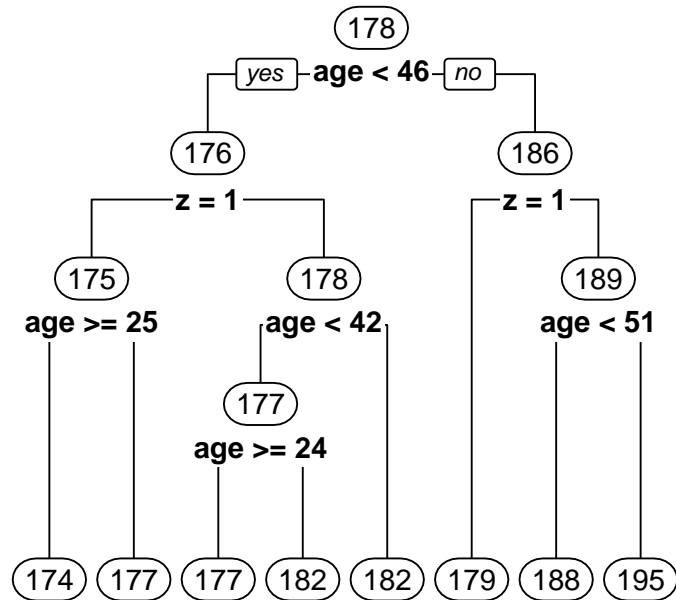 178
yes age < 46 no
176 186
z = 1 z = 1
175 178 189
age >= 25 age < 42 age < 51
177
age >= 24
174 177 177 182 182 179 188 195